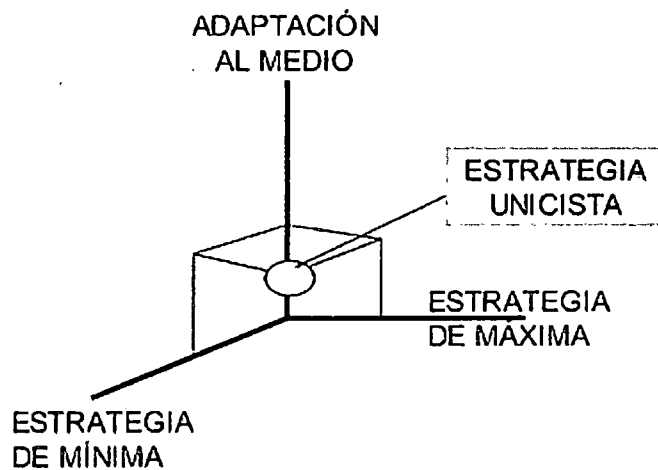 ADAPTACIÓN
AL MEDIO
ESTRATEGIA
UNICISTA
ESTRATEGIA
DE MÁXIMA
ESTRATEGIA
DE MÍNIMA